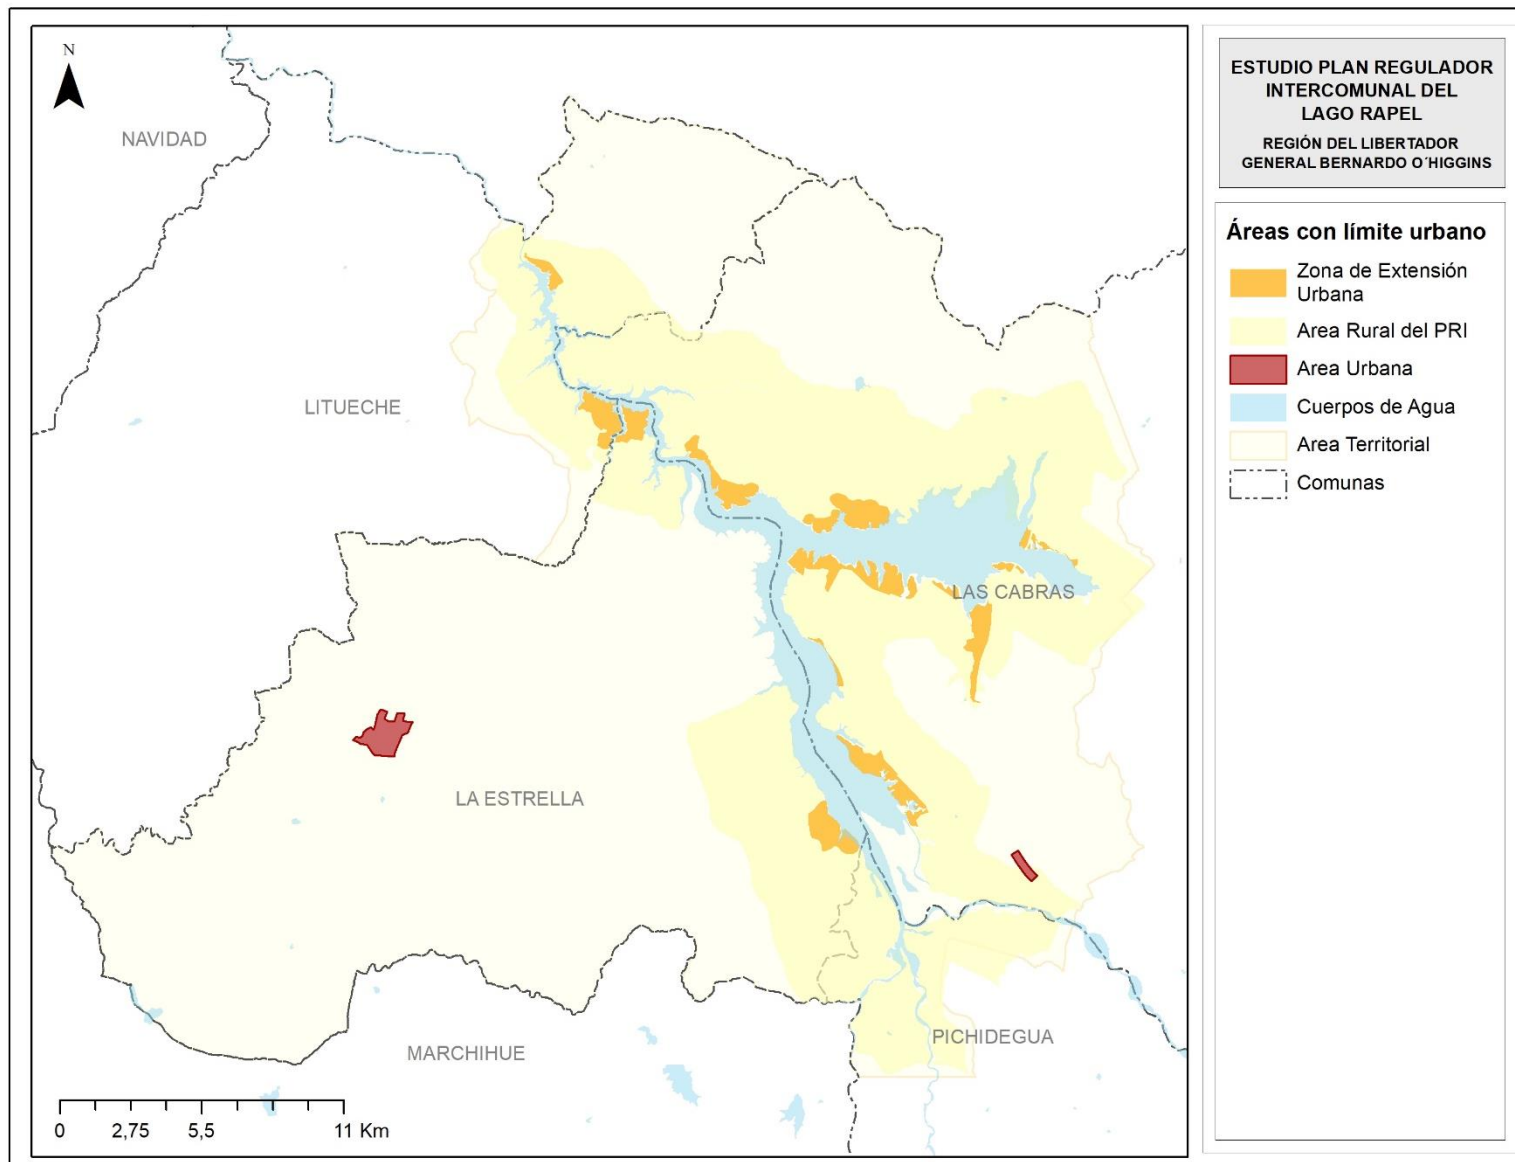 N
NAVIDAD
LITUECHE
LAS CABRAS
LA ESTRELLA
PICHIDEGUA
MARCHIHUE
0 2,75 5,5 11 Km
ESTUDIO PLAN REGULADOR
INTERCOMUNAL DEL
LAGO RAPEL
REGIÓN DEL LIBERTADOR
GENERAL BERNARDO O´HIGGINS
Áreas con límite urbano
Zona de Extensión
Urbana
Area Rural del PRI
Area Urbana
Cuerpos de Agua
Area Territorial
Comunas